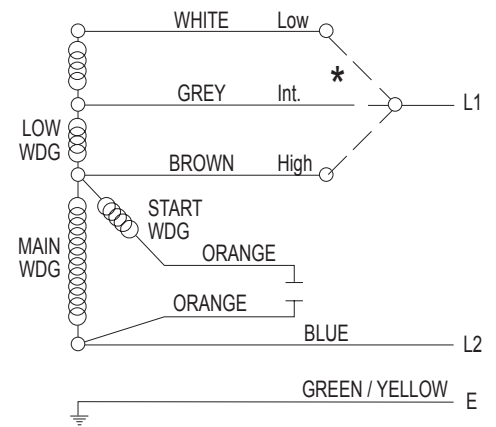 WHITE Low
*
GREY Int. L1
LOW
WDG
BROWN High
START
WDG
MAIN
WDG
ORANGE
ORANGE
BLUE L2
GREEN / YELLOW E